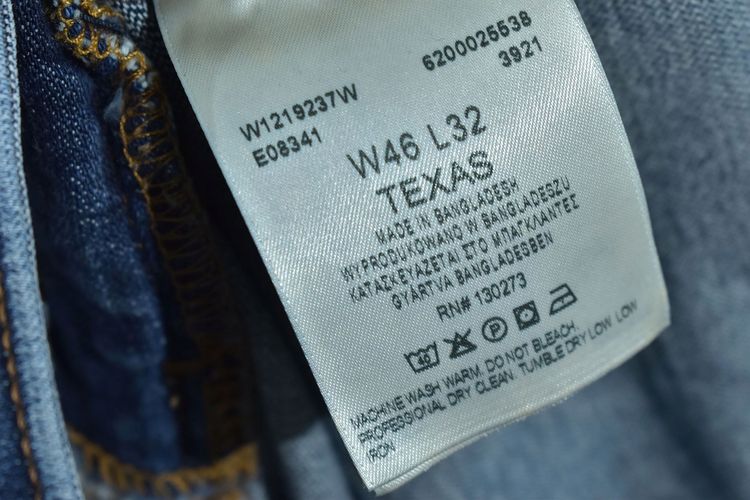 6200025538
3921
W1219237W
E08341
W46 L32
TEXAS
MADE IN BANGLADESH
WYPRODUKOWANO W BANGLADESZU
ΚΑΤΑΣΚΕΥΑΖΕΤΑΙ ΣΤΟ ΜΠΑΓΚΛΑΝΤΕΣ
GYÁRTVA BANGLADESBEN
RN# 130273
40 P
MACHINE WASH WARM. DO NOT BLEACH.
PROFESSIONAL DRY CLEAN. TUMBLE DRY LOW. LOW
IRON